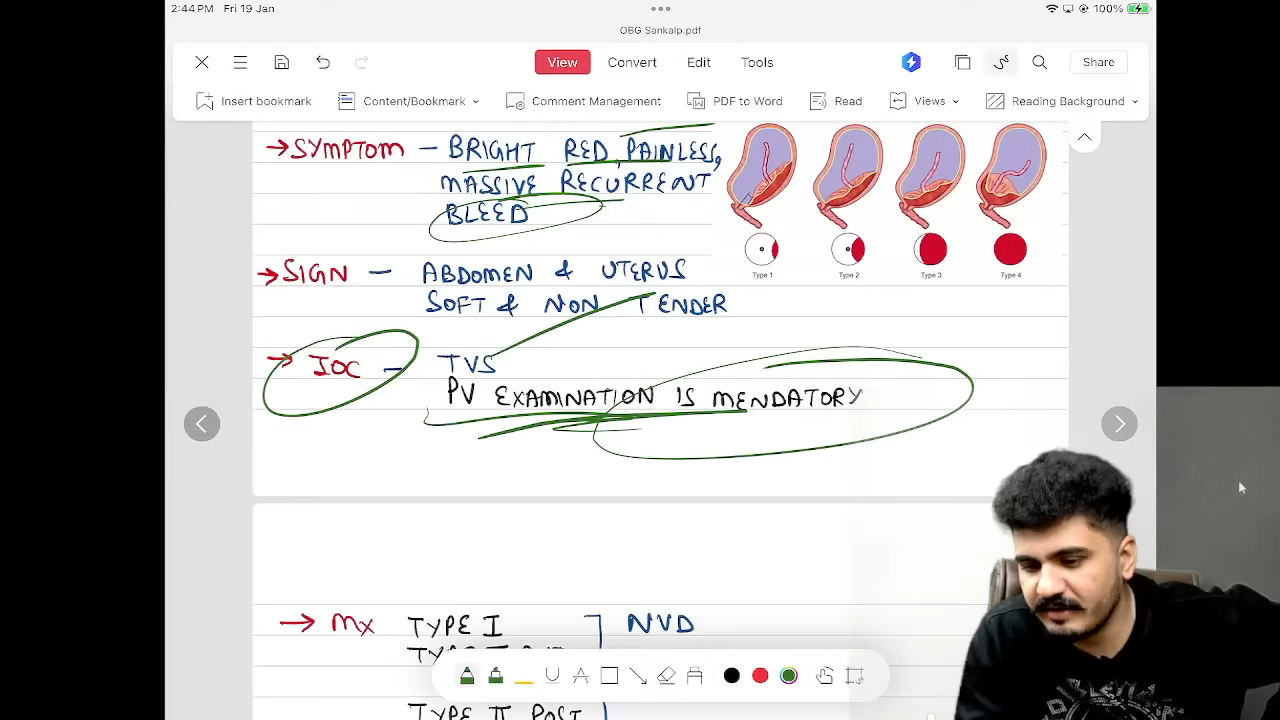 2:44 PM Fri 19 Jan
100%
OBG Sankalp.pdf
View Convert Edit Tools Share
Insert bookmark Content/Bookmark Comment Management PDF to Word Read Views Reading Background
→ SYMPTOM – BRIGHT RED, PAINLESS,
MASSIVE RECURRENT
BLEED
Type 1 Type 2 Type 3 Type 4
→ SIGN – ABDOMEN & UTERUS
SOFT & NON TENDER
→ IOC – TVS
PV EXAMINATION IS MENDATORY
→ Mx TYPE I NVD
TYPE II POST